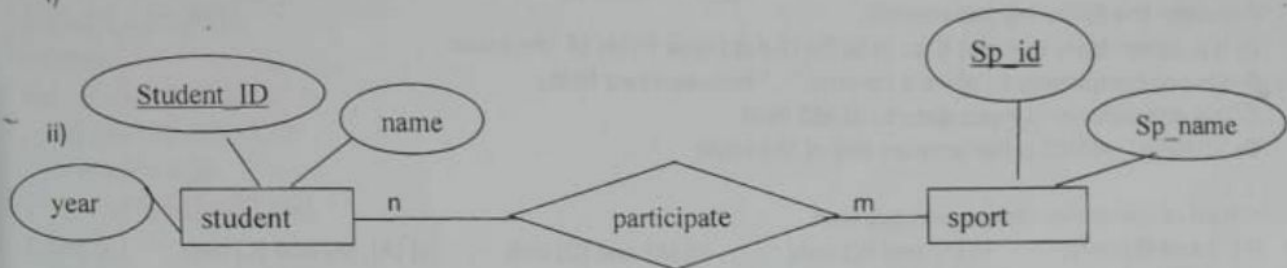 Sp_id
Student_ID
name
Sp_name
ii)
year
student
n
participate
m
sport